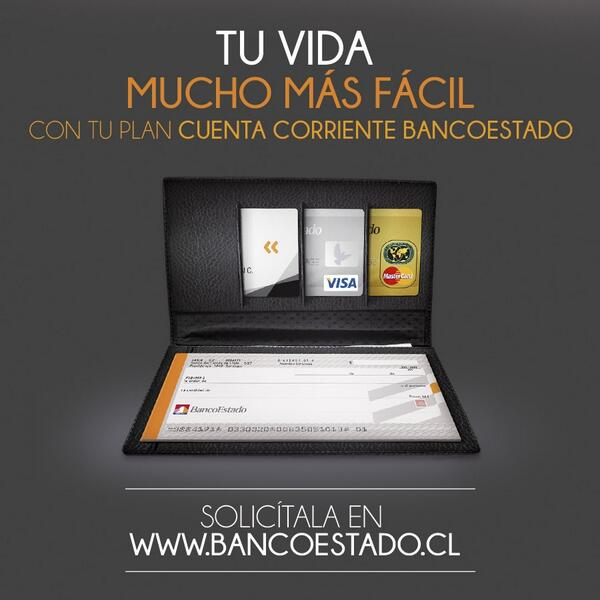 TU VIDA
MUCHO MÁS FÁCIL
CON TU PLAN CUENTA CORRIENTE BANCOESTADO
VISA
MasterCard
BancoEstado
SOLICÍTALA EN
WWW.BANCOESTADO.CL